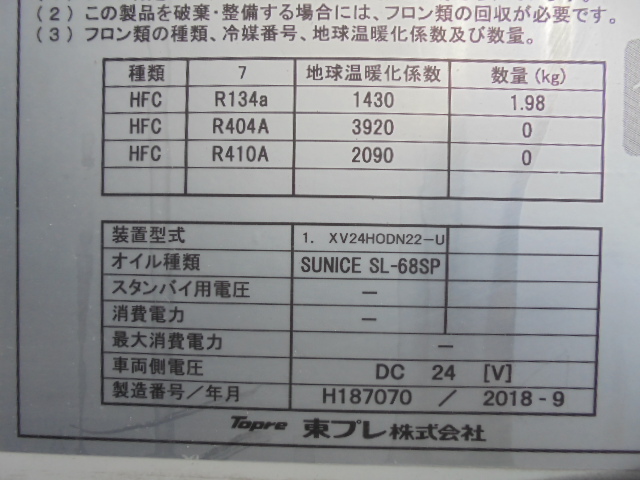 (２) この製品を破棄・整備する場合には、フロン類の回収が必要です。
(３) フロン類の種類、冷媒番号、地球温暖化係数及び数量。
種類 7 地球温暖化係数 数量(kg)
HFC R134a 1430 1.98
HFC R404A 3920 0
HFC R410A 2090 0
装置型式 1. XV24HODN22-U
オイル種類 SUNICE SL-68SP
スタンバイ用電圧 －
消費電力 －
最大消費電力 －
車両側電圧 DC 24 [V]
製造番号／年月 H187070 ／ 2018-9
Topre 東プレ株式会社